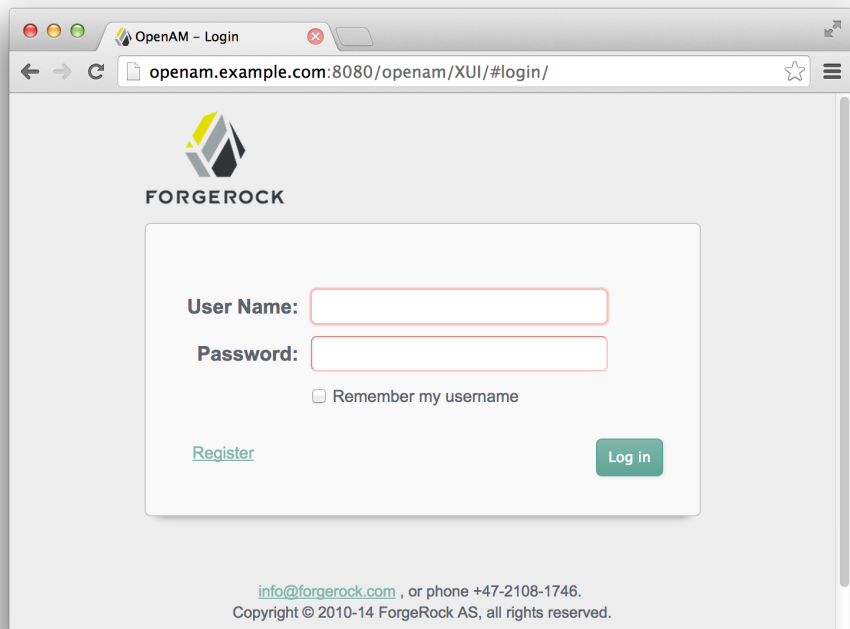 OpenAM – Login
openam.example.com:8080/openam/XUI/#login/
FORGEROCK
User Name:
Password:
Remember my username
Register
Log in
info@forgerock.com , or phone +47-2108-1746.
Copyright © 2010-14 ForgeRock AS, all rights reserved.